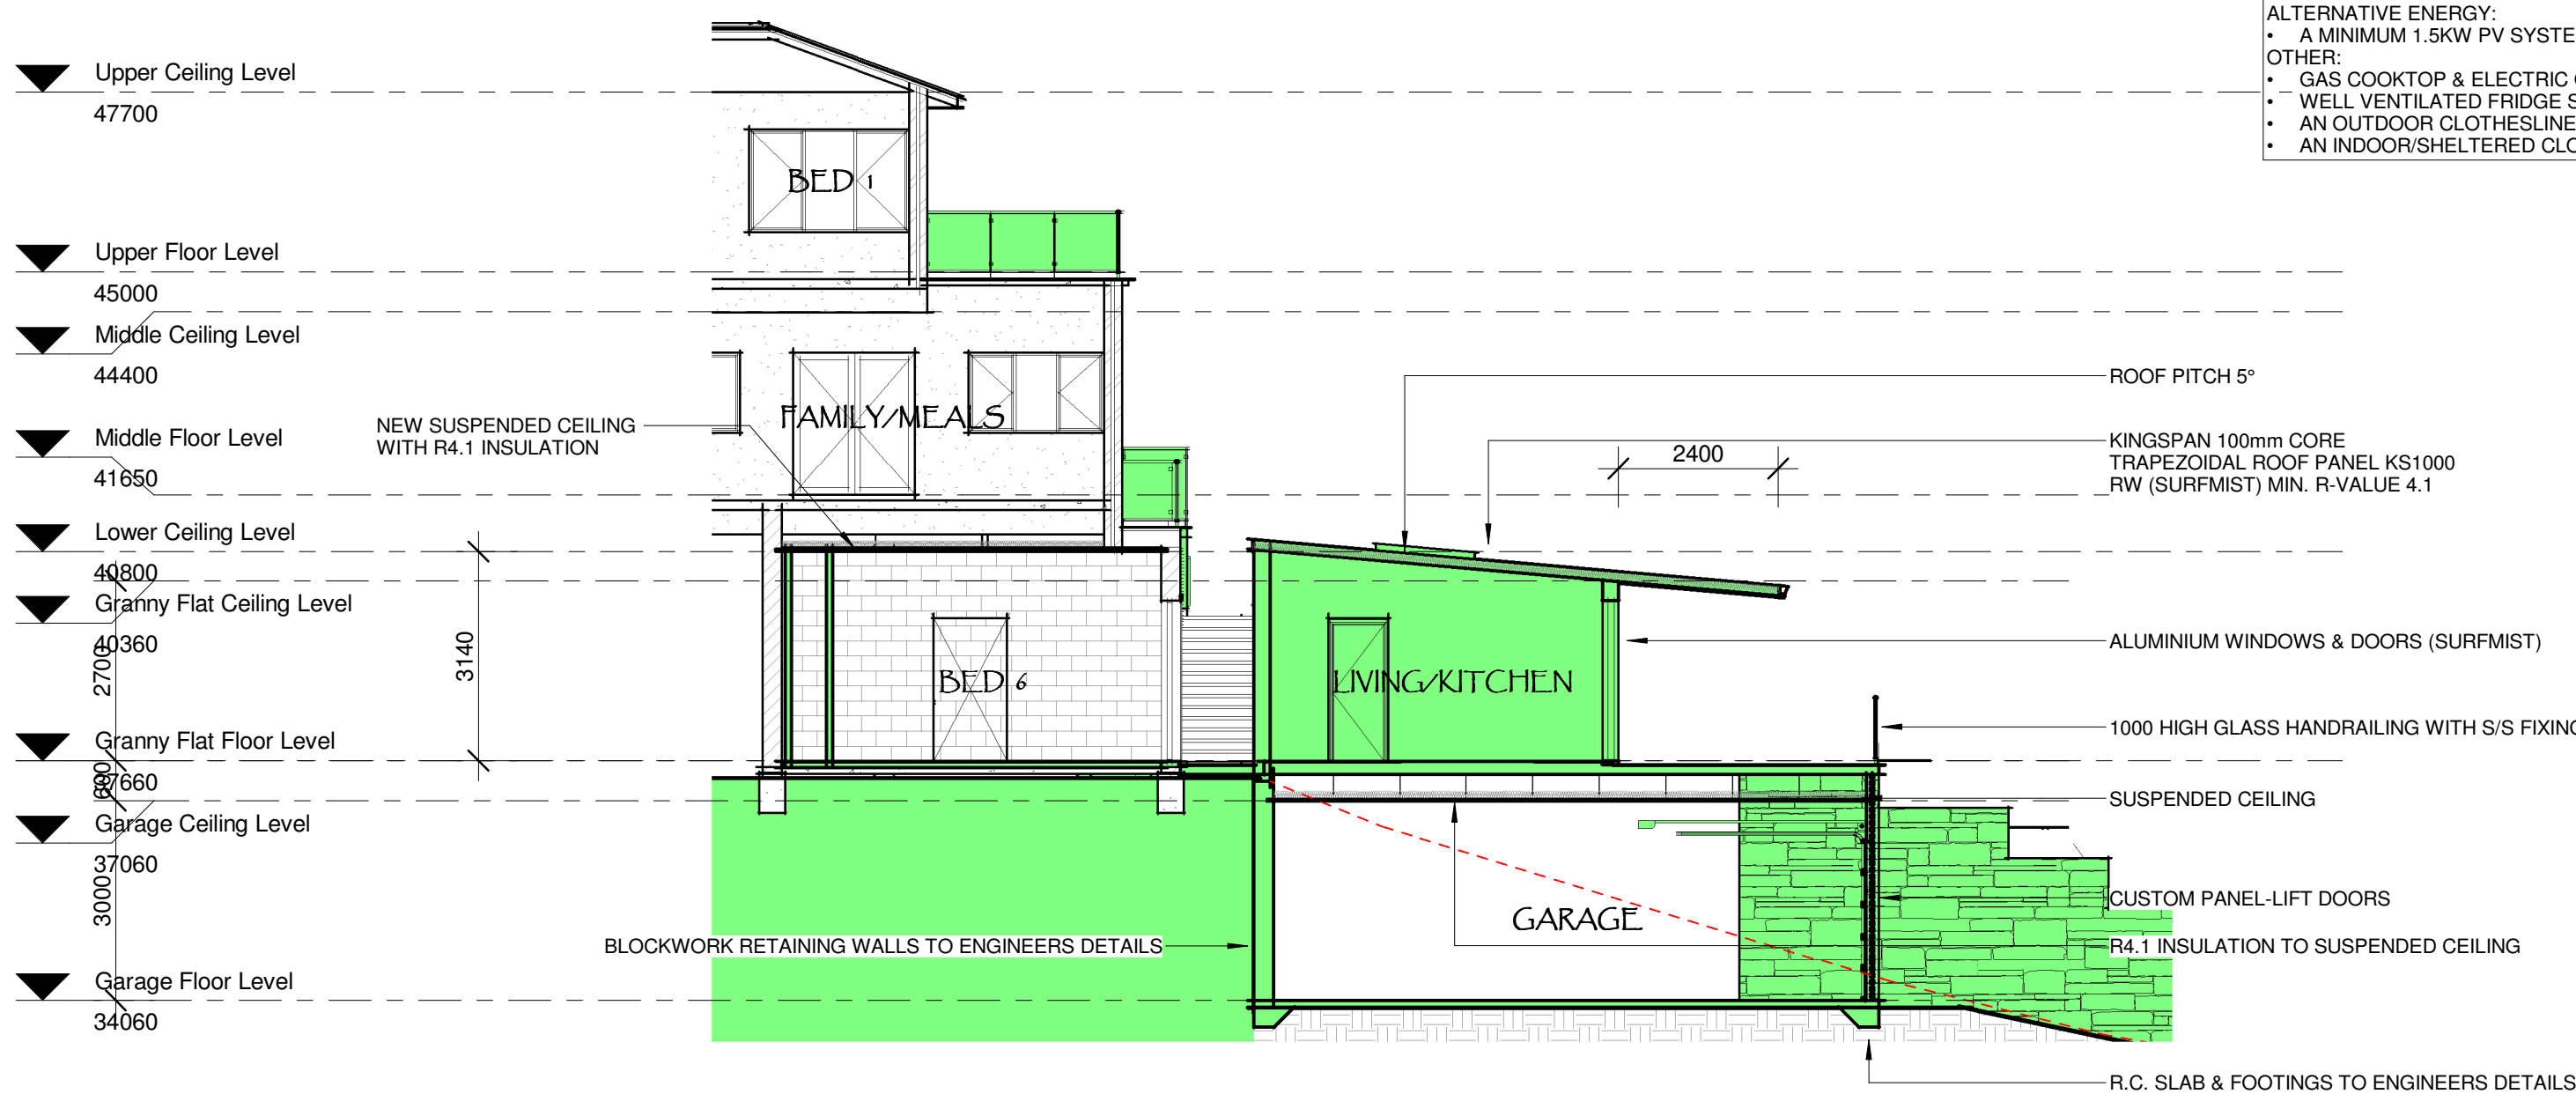 ALTERNATIVE ENERGY:
• A MINIMUM 1.5KW PV SYSTE
OTHER:
• GAS COOKTOP & ELECTRIC
• WELL VENTILATED FRIDGE S
• AN OUTDOOR CLOTHESLINE
• AN INDOOR/SHELTERED CLO
Upper Ceiling Level
47700
Upper Floor Level
45000
Middle Ceiling Level
44400
Middle Floor Level
41650
Lower Ceiling Level
40800
Granny Flat Ceiling Level
40360
2700
Granny Flat Floor Level
37660
600
Garage Ceiling Level
37060
3000
Garage Floor Level
34060
3140
NEW SUSPENDED CEILING
WITH R4.1 INSULATION
BED 1
FAMILY/MEALS
BED 6
LIVING/KITCHEN
GARAGE
BLOCKWORK RETAINING WALLS TO ENGINEERS DETAILS
2400
ROOF PITCH 5°
KINGSPAN 100mm CORE
TRAPEZOIDAL ROOF PANEL KS1000
RW (SURFMIST) MIN. R-VALUE 4.1
ALUMINIUM WINDOWS & DOORS (SURFMIST)
1000 HIGH GLASS HANDRAILING WITH S/S FIXING
SUSPENDED CEILING
CUSTOM PANEL-LIFT DOORS
R4.1 INSULATION TO SUSPENDED CEILING
R.C. SLAB & FOOTINGS TO ENGINEERS DETAILS